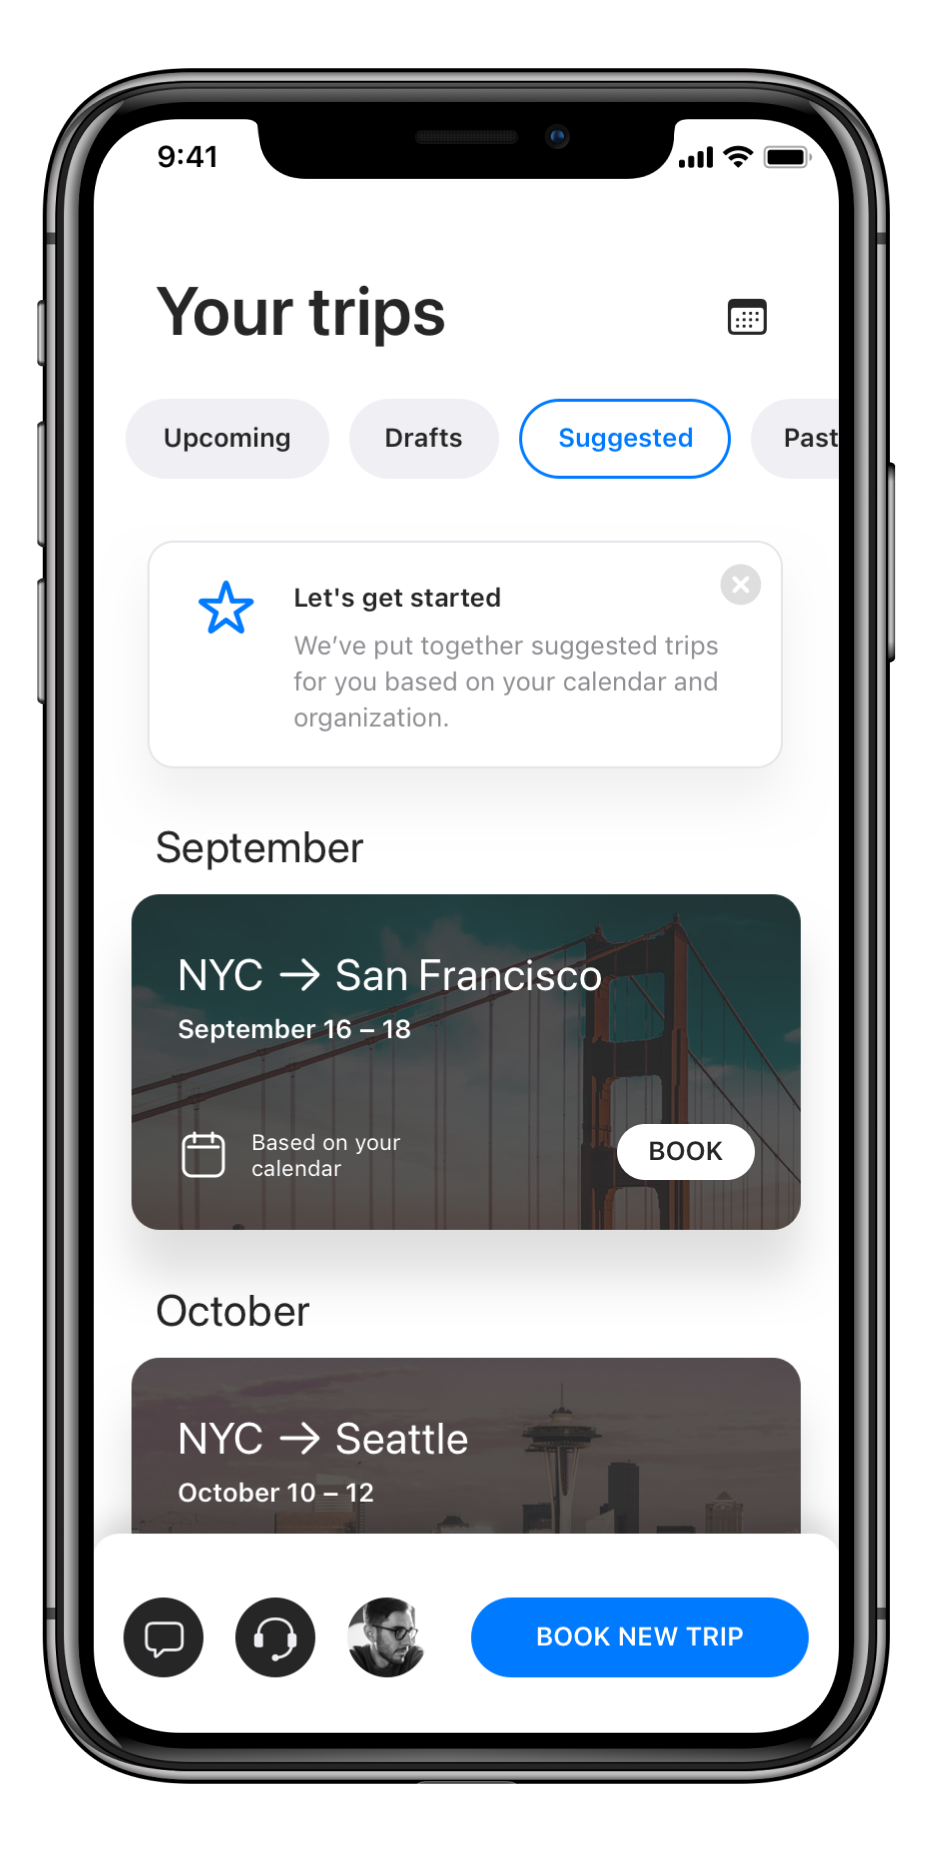 9:41
Your trips
Upcoming
Drafts
Suggested
Past
Let's get started
We’ve put together suggested trips
for you based on your calendar and
organization.
September
NYC → San Francisco
September 16 – 18
Based on your
calendar
BOOK
October
NYC → Seattle
October 10 – 12
BOOK NEW TRIP